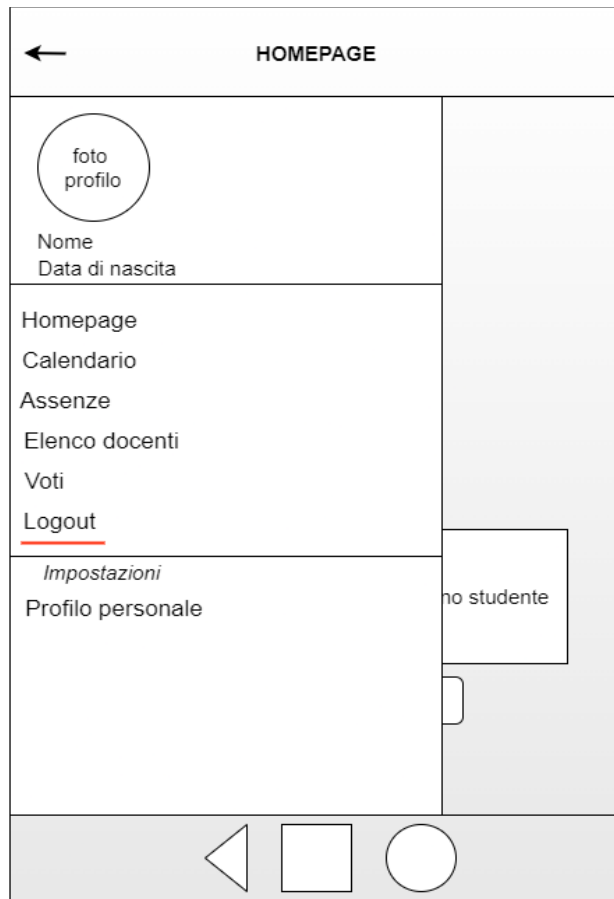 HOMEPAGE
foto
profilo
Nome
Data di nascita
Homepage
Calendario
Assenze
Elenco docenti
Voti
Logout
Impostazioni
Profilo personale
no studente